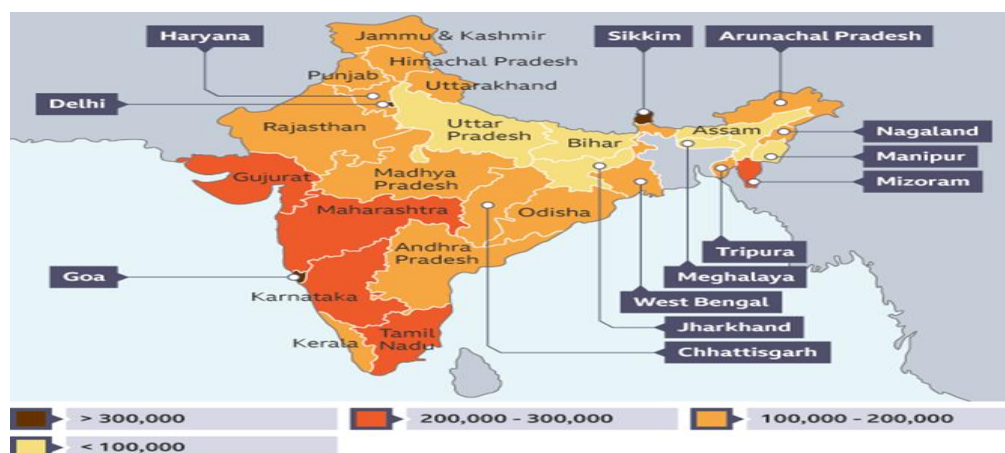 Haryana
Sikkim
Arunachal Pradesh
Jammu & Kashmir
Himachal Pradesh
Punjab
Uttarakhand
Delhi
Rajasthan
Uttar
Pradesh
Bihar
Assam
Nagaland
Manipur
Mizoram
Gujurat
Madhya
Pradesh
Maharashtra
Odisha
Andhra
Pradesh
Tripura
Meghalaya
West Bengal
Jharkhand
Chhattisgarh
Goa
Karnataka
Kerala
Tamil
Nadu
> 300,000
200,000 - 300,000
100,000 - 200,000
< 100,000